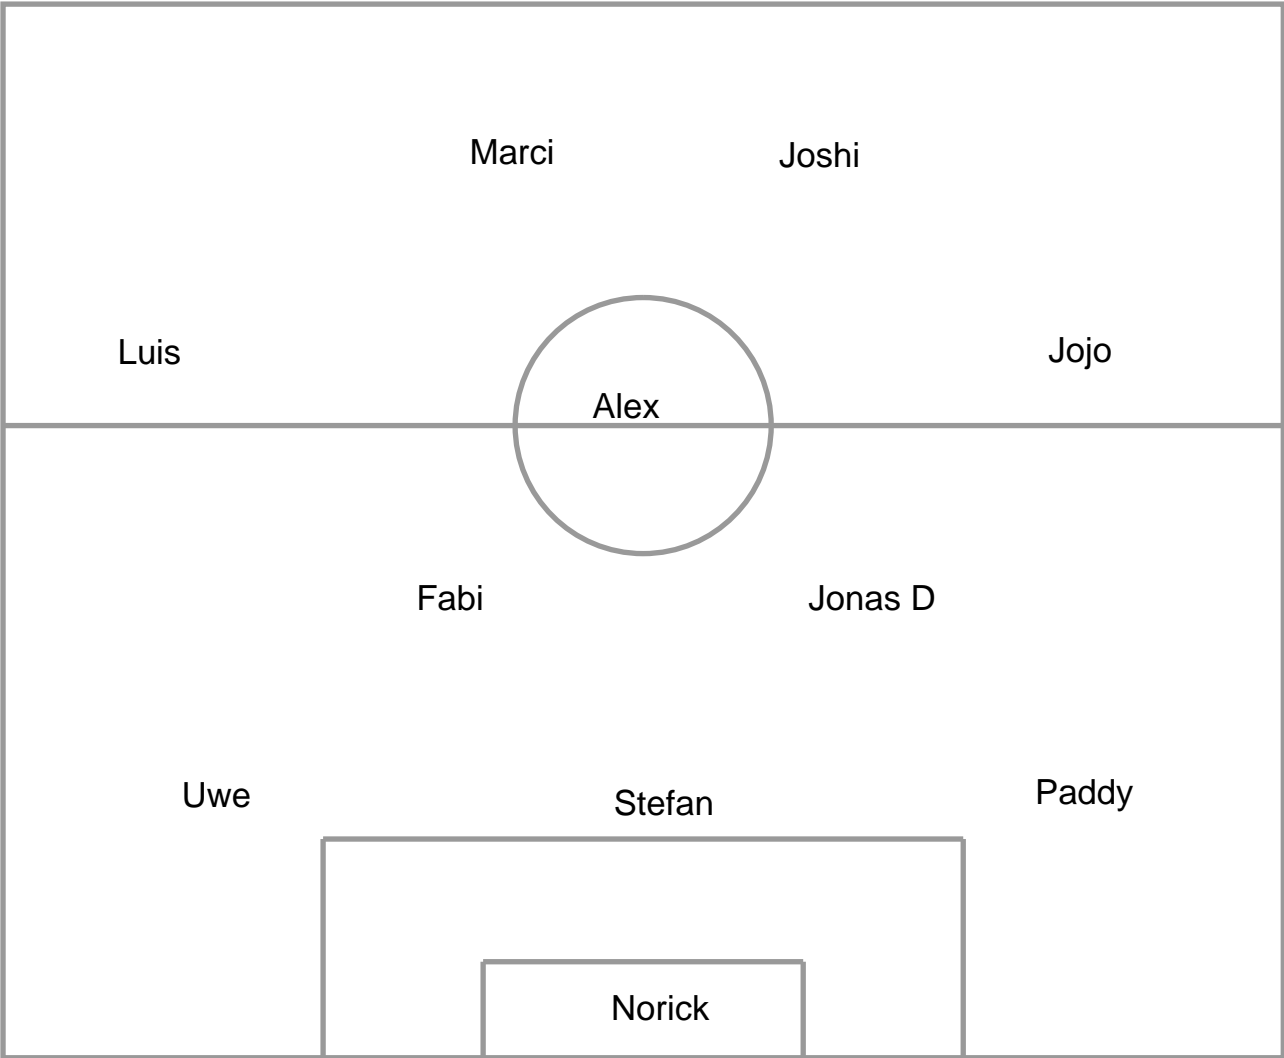 Marci
Joshi
Luis
Jojo
Alex
Fabi
Jonas D
Uwe
Stefan
Paddy
Norick